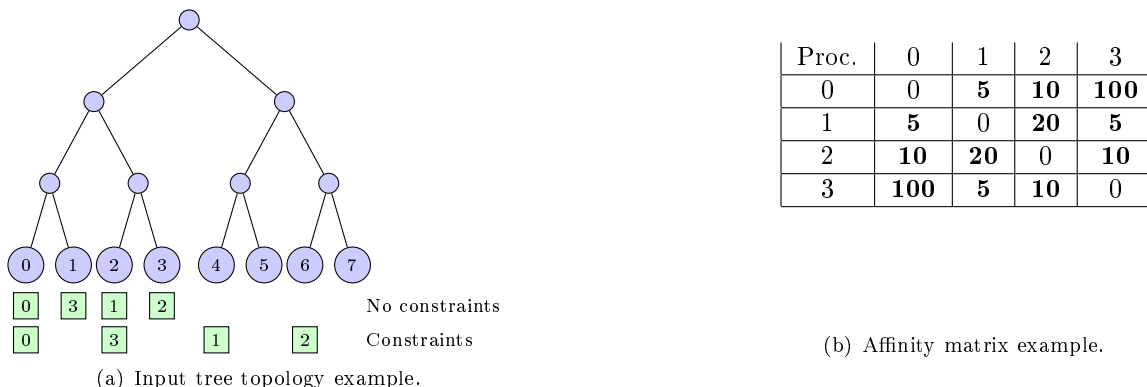 0 1 2 3 4 5 6 7
0 3 1 2 No constraints
0 3 1 2 Constraints
(a) Input tree topology example.
Proc. 0 1 2 3
0 0 5 10 100
1 5 0 20 5
2 10 20 0 10
3 100 5 10 0
(b) Affinity matrix example.